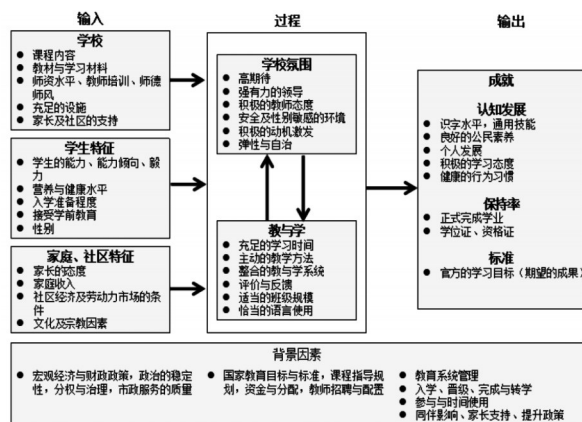 输入
学校
● 课程内容
● 教材与学习材料
● 师资水平、教师培训、师德
师风
● 充足的设施
● 家长及社区的支持
学生特征
● 学生的能力、能力倾向、毅
力
● 营养与健康水平
● 入学准备程度
● 接受学前教育
● 性别
家庭、社区特征
● 家长的态度
● 家庭收入
● 社区经济及劳动力市场的条
件
● 文化及宗教因素
过程
学校氛围
● 高期待
● 强有力的领导
● 积极的教师态度
● 安全及性别敏感的环境
● 积极的动机激发
● 弹性与自治
教与学
● 充足的学习时间
● 主动的教学方法
● 整合的教与学系统
● 评价与反馈
● 适当的班级规模
● 恰当的语言使用
输出
成就
认知发展
● 识字水平，通用技能
● 良好的公民素养
● 个人发展
● 积极的学习态度
● 健康的行为习惯
保持率
● 正式完成学业
● 学位证、资格证
标准
● 官方的学习目标（期望的成果）
背景因素
● 宏观经济与财政政策，政治的稳定
性，分权与治理，市政服务的质量
● 国家教育目标与标准，课程指导规
划，资金与分配，教师招聘与配置
● 教育系统管理
● 入学、晋级、完成与转学
● 参与与时间使用
● 同伴影响、家长支持、提升政策